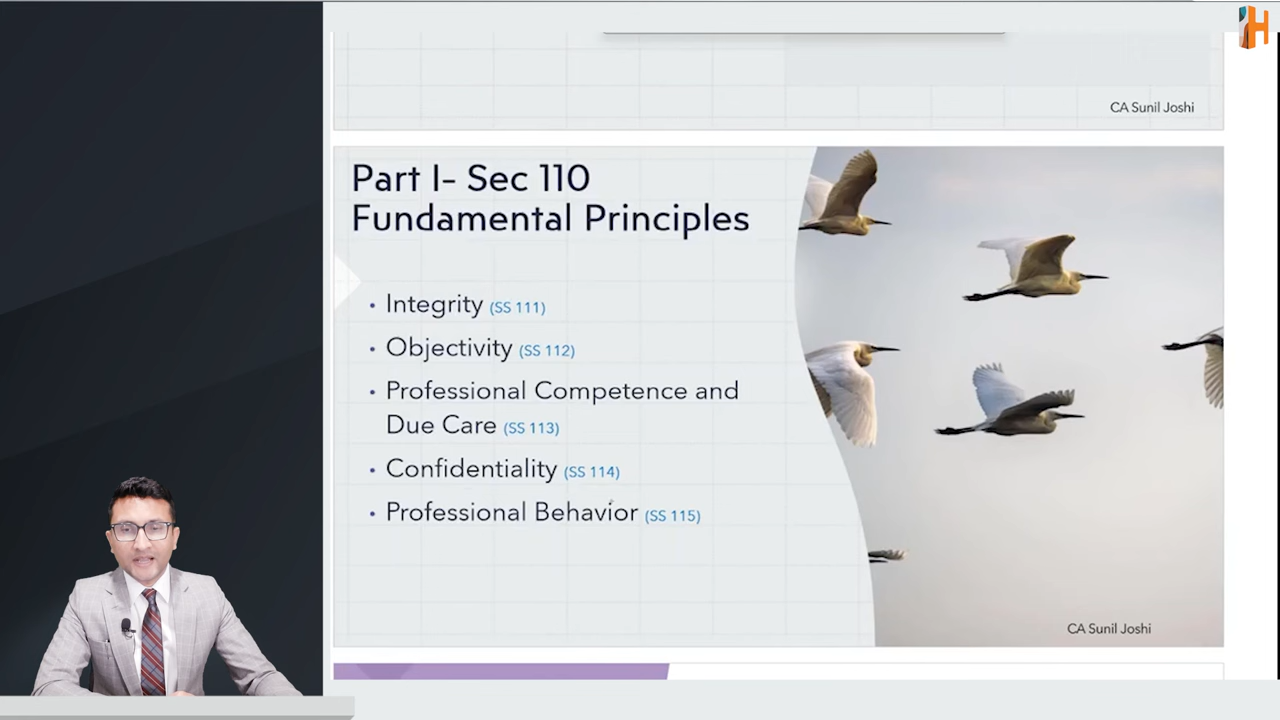 H
CA Sunil Joshi
Part I- Sec 110
Fundamental Principles
• Integrity (SS 111)
• Objectivity (SS 112)
• Professional Competence and
Due Care (SS 113)
• Confidentiality (SS 114)
• Professional Behavior (SS 115)
CA Sunil Joshi